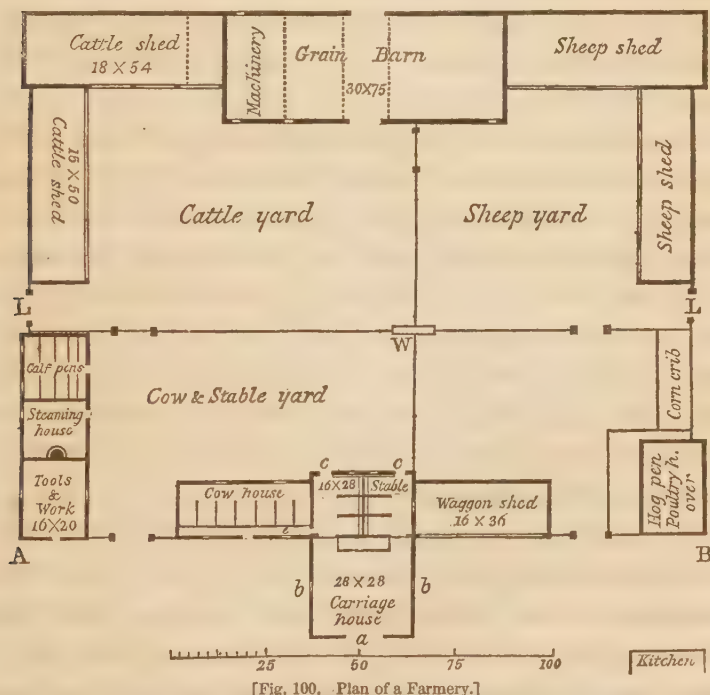 Cattle shed
18 X 54
Machinery
Grain Barn
30X75
Sheep shed
15 X 50
Cattle shed
Sheep shed
Cattle yard
Sheep yard
L
L
W
Calf pens
Cow & Stable yard
Corn crib
Steaming
house
Tools
&
Work
16X20
c
c
16X28
Stable
Cow house
e
Waggon shed
16 X 36
Hog pen
Poultry h.
over
A
B
b
b
28 X 28
Carriage
house
a
25
50
75
100
Kitchen
[Fig. 100. Plan of a Farmery.]